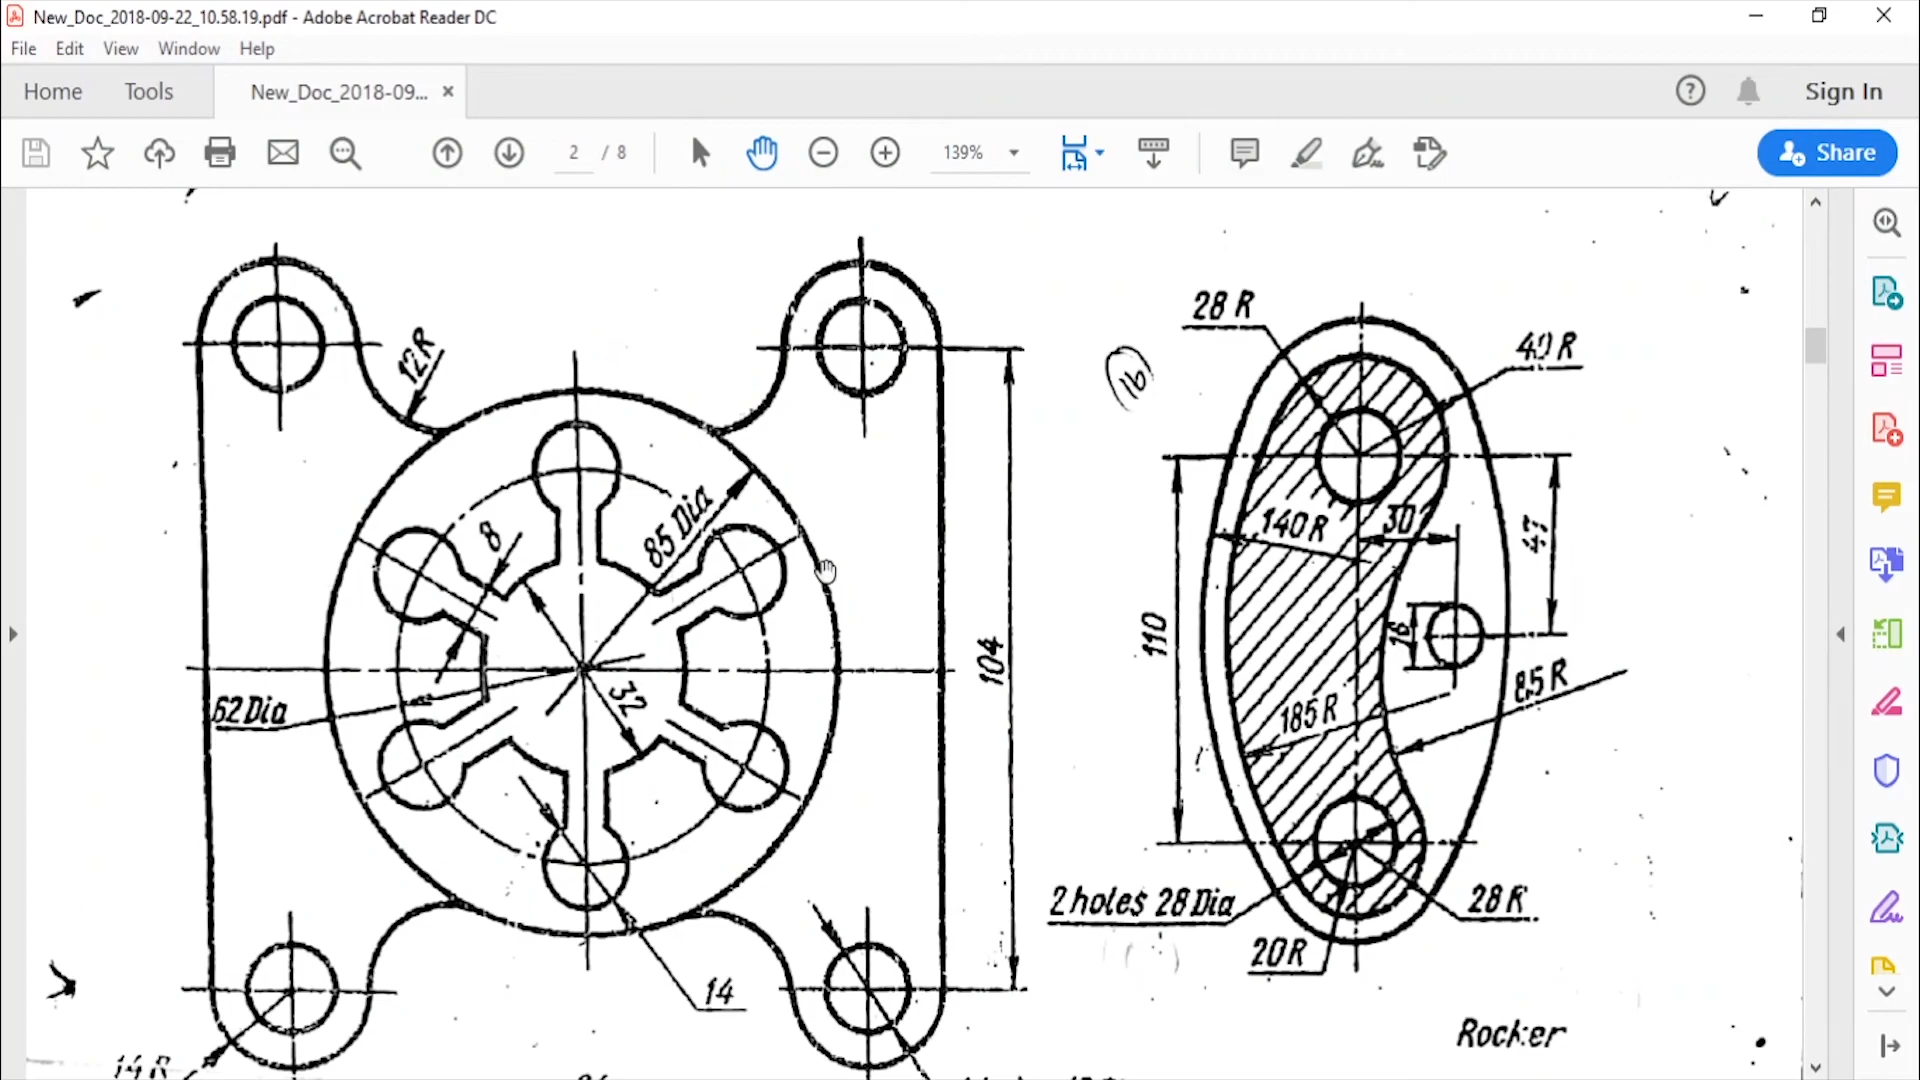 New_Doc_2018-09-22_10.58.19.pdf - Adobe Acrobat Reader DC
File Edit View Window Help
Home Tools New_Doc_2018-09... × Sign In
2 / 8 139% Share
12R
8
85 Dia
62 Dia
32
104
14
14 R
16
28 R
40 R
140 R
30
47
110
16
185 R
85 R
2 holes 28 Dia
28 R
20R
Rocker